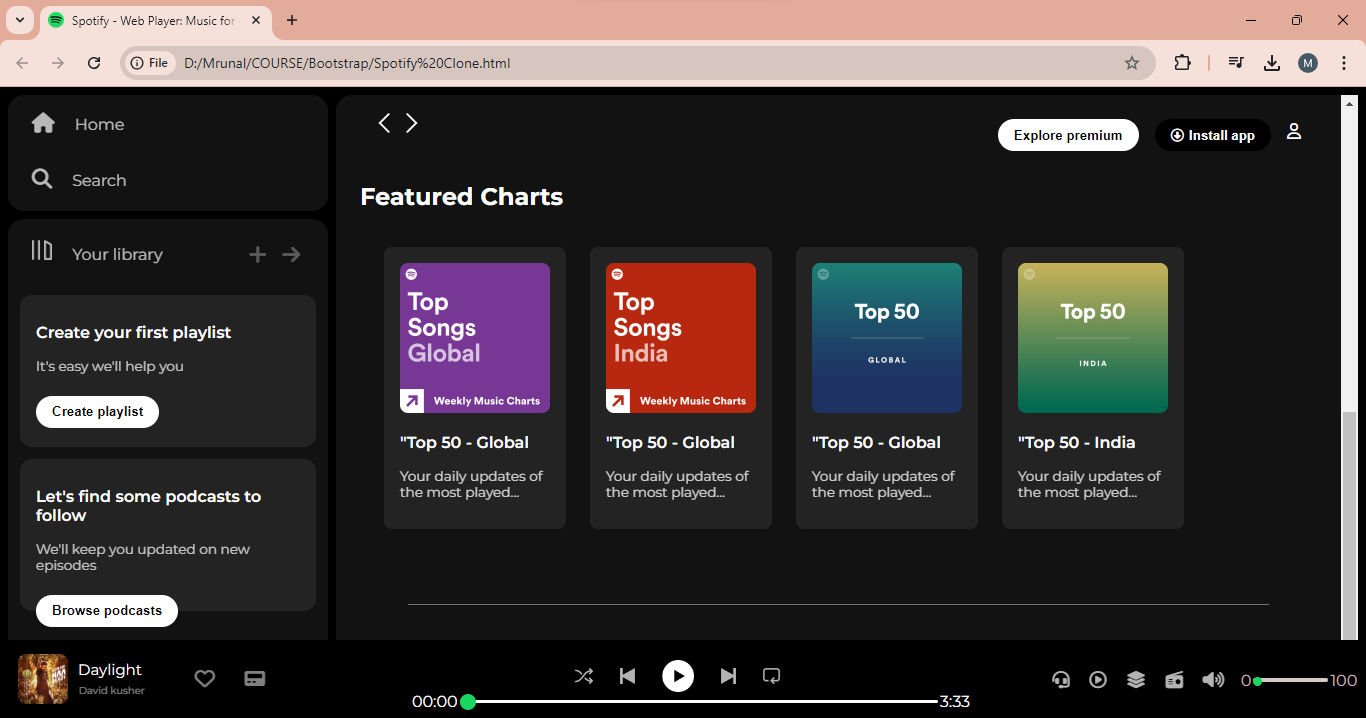 Spotify - Web Player: Music for
File D:/Mrunal/COURSE/Bootstrap/Spotify%20Clone.html
M
Home
Search
Your library
Create your first playlist
It's easy we'll help you
Create playlist
Let's find some podcasts to
follow
We'll keep you updated on new
episodes
Browse podcasts
Explore premium
Install app
Featured Charts
Top
Songs
Global
Weekly Music Charts
"Top 50 - Global
Your daily updates of
the most played...
Top
Songs
India
Weekly Music Charts
"Top 50 - Global
Your daily updates of
the most played...
Top 50
GLOBAL
"Top 50 - Global
Your daily updates of
the most played...
Top 50
INDIA
"Top 50 - India
Your daily updates of
the most played...
Daylight
David kusher
00:00
3:33
0
100